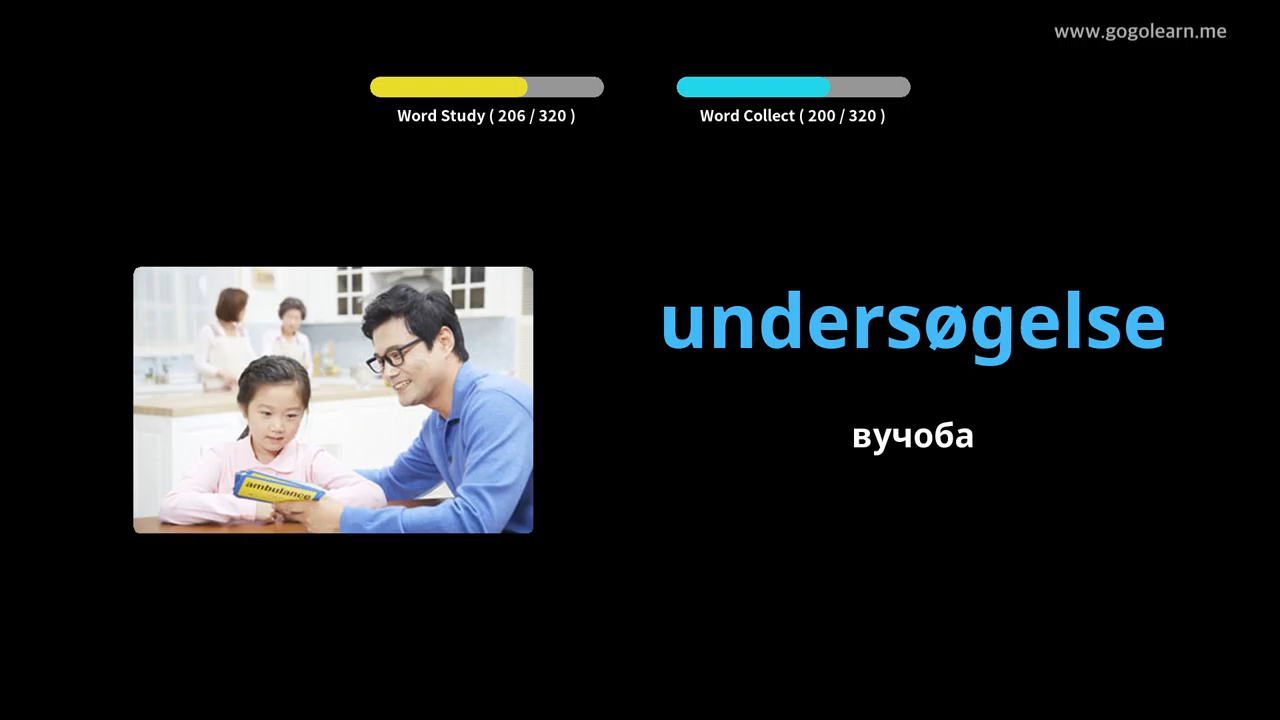 www.gogolearn.me
Word Study ( 206 / 320 )
Word Collect ( 200 / 320 )
undersøgelse
вучоба
ambulance